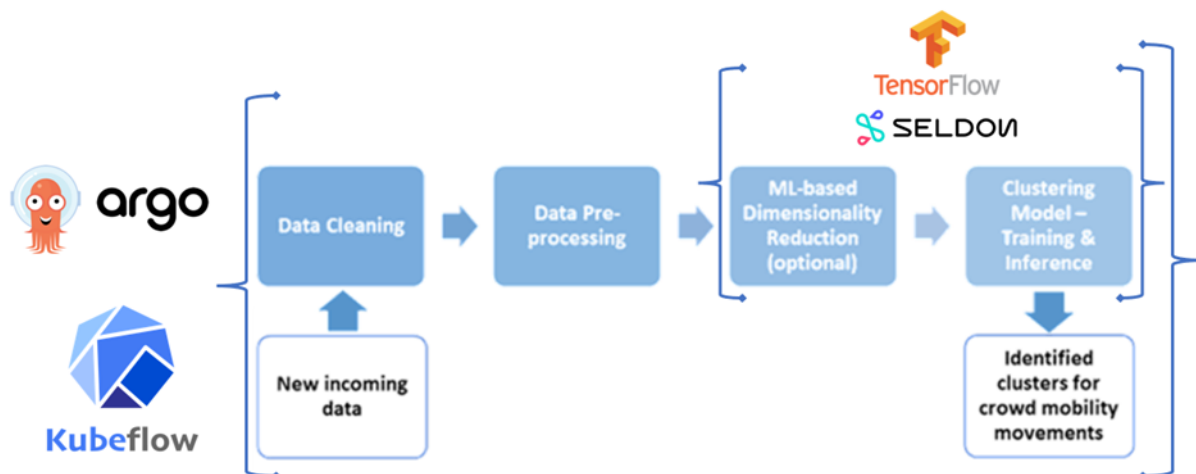 TensorFlow
SELDON
argo
Kubeflow
Data Cleaning
Data Pre-
processing
ML-based
Dimensionality
Reduction
(optional)
Clustering
Model –
Training &
Inference
New incoming
data
Identified
clusters for
crowd mobility
movements